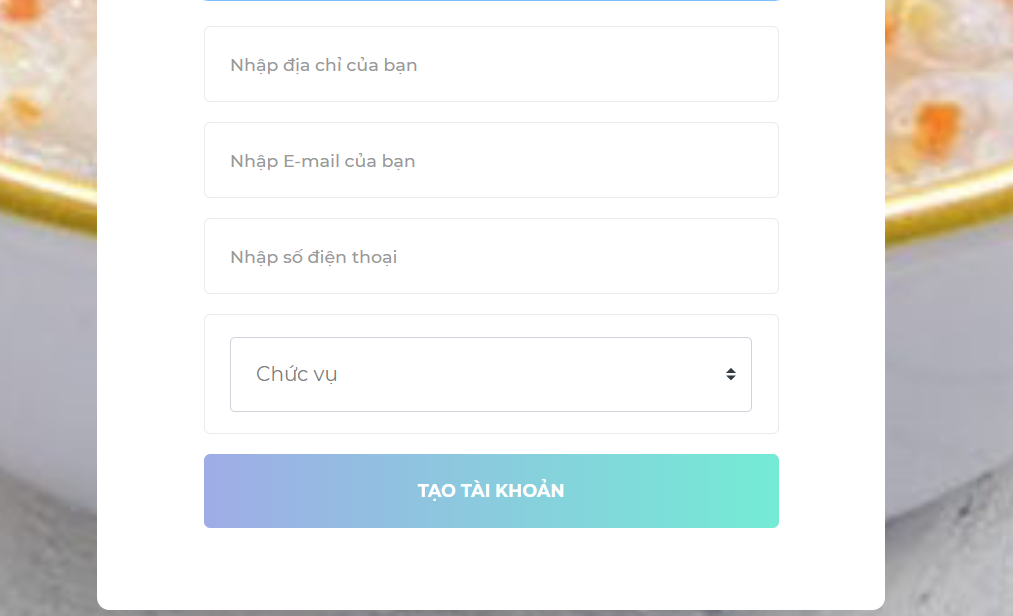 Nhập địa chỉ của bạn
Nhập E-mail của bạn
Nhập số điện thoại
Chức vụ
TẠO TÀI KHOẢN